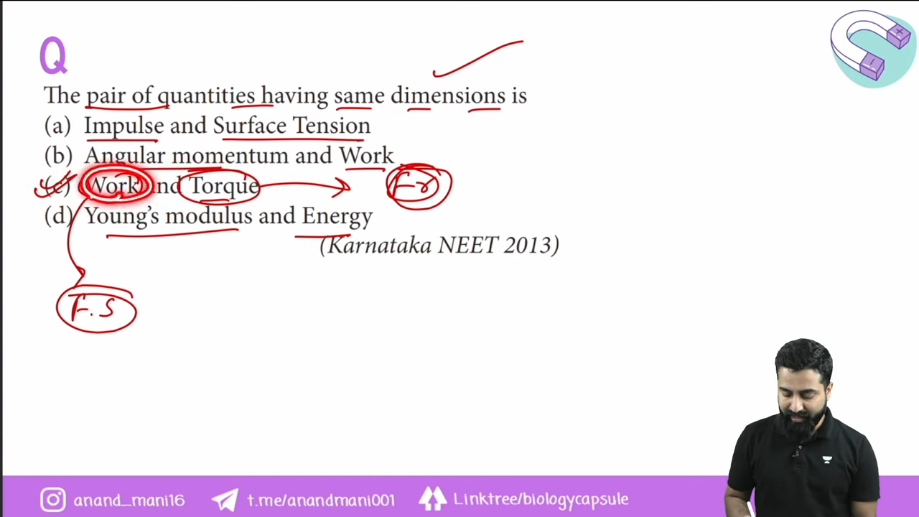 Q
The pair of quantities having same dimensions is
(a) Impulse and Surface Tension
(b) Angular momentum and Work
(c) Work and Torque F r
(d) Young's modulus and Energy
(Karnataka NEET 2013)
F. S
anand_mani16 t.me/anandmani001 Linktree/biologycapsule